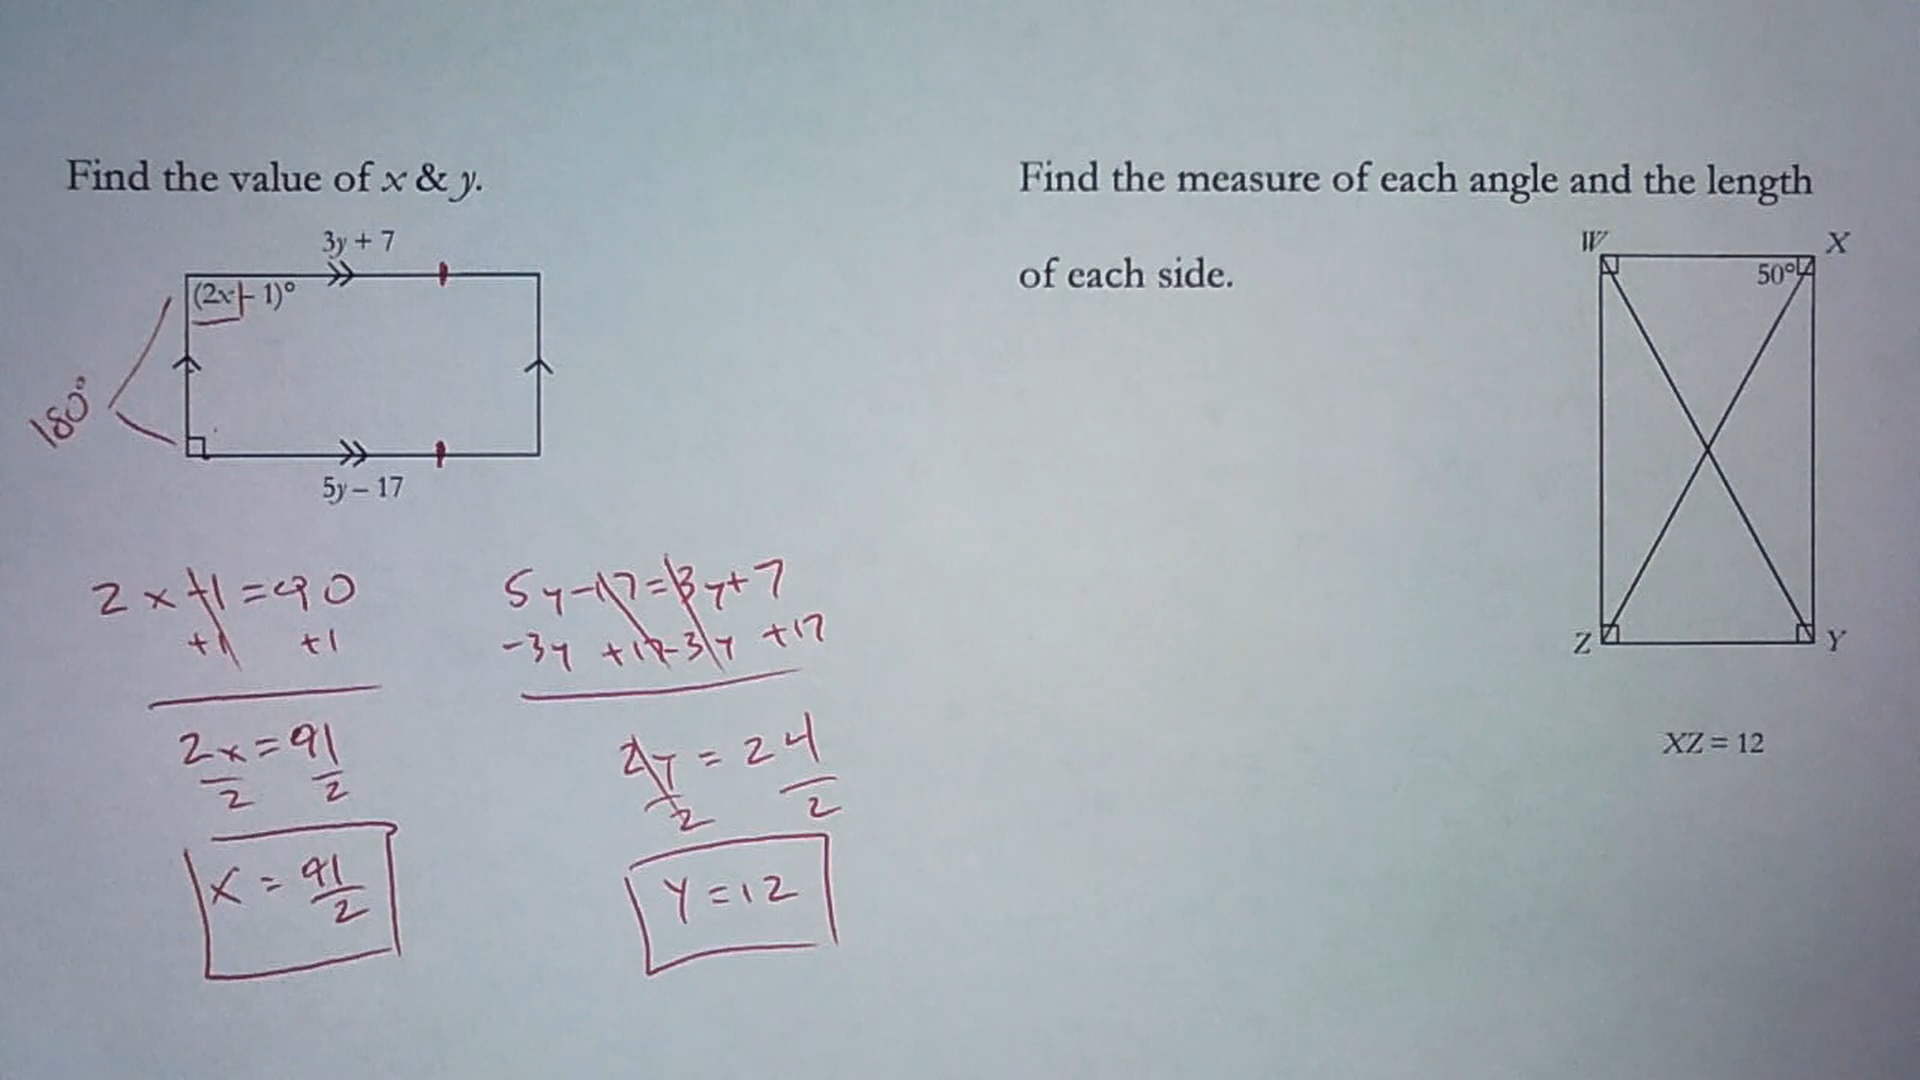 Find the value of x & y.
3y + 7
(2x – 1)°
180°
5y – 17
2x – 1 = 90
+1 +1
2x = 91
2 2
x = 91
2
5y – 17 = 3y + 7
-3y +17 -3y +17
2y = 24
2 2
y = 12
Find the measure of each angle and the length
of each side.
W
X
50°
Z
Y
XZ = 12